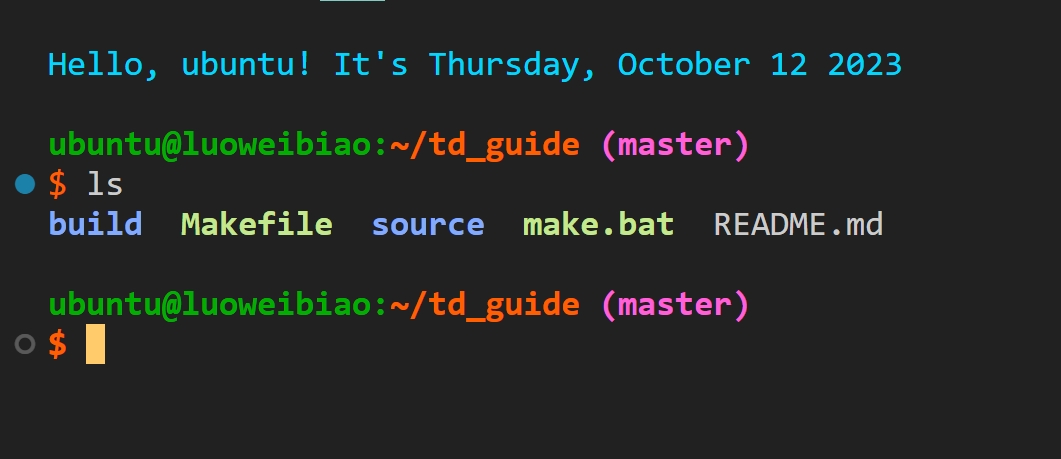 Hello, ubuntu! It's Thursday, October 12 2023
ubuntu@luoweibiao:~/td_guide (master)
$ ls
build  Makefile  source  make.bat  README.md
ubuntu@luoweibiao:~/td_guide (master)
$